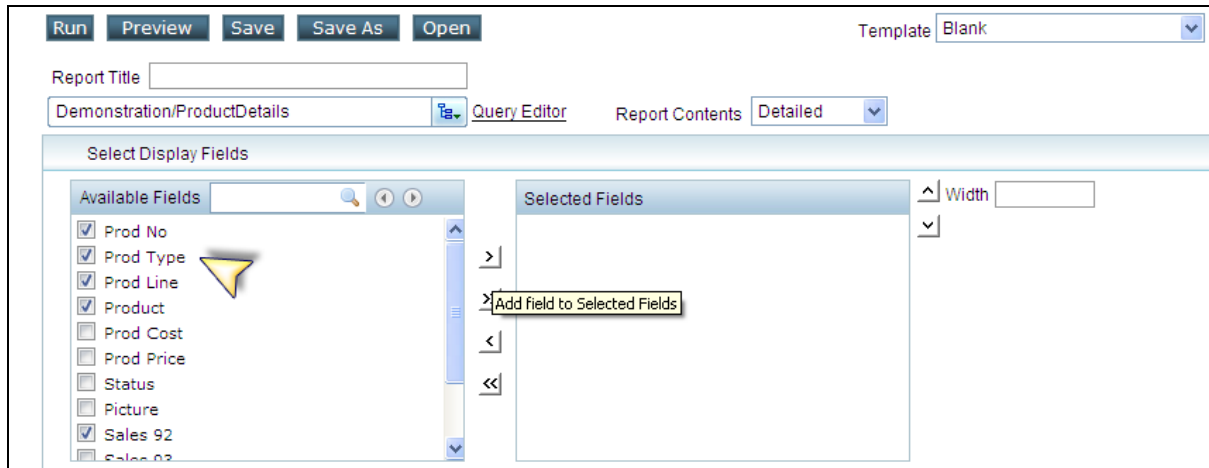 Run Preview Save Save As Open Template Blank
Report Title
Demonstration/ProductDetails Query Editor Report Contents Detailed
Select Display Fields
Available Fields Selected Fields Width
Prod No
Prod Type
>
Prod Line
Product
Add field to Selected Fields
Prod Cost
<
Prod Price
Status
<<
Picture
Sales 92
Sales 93